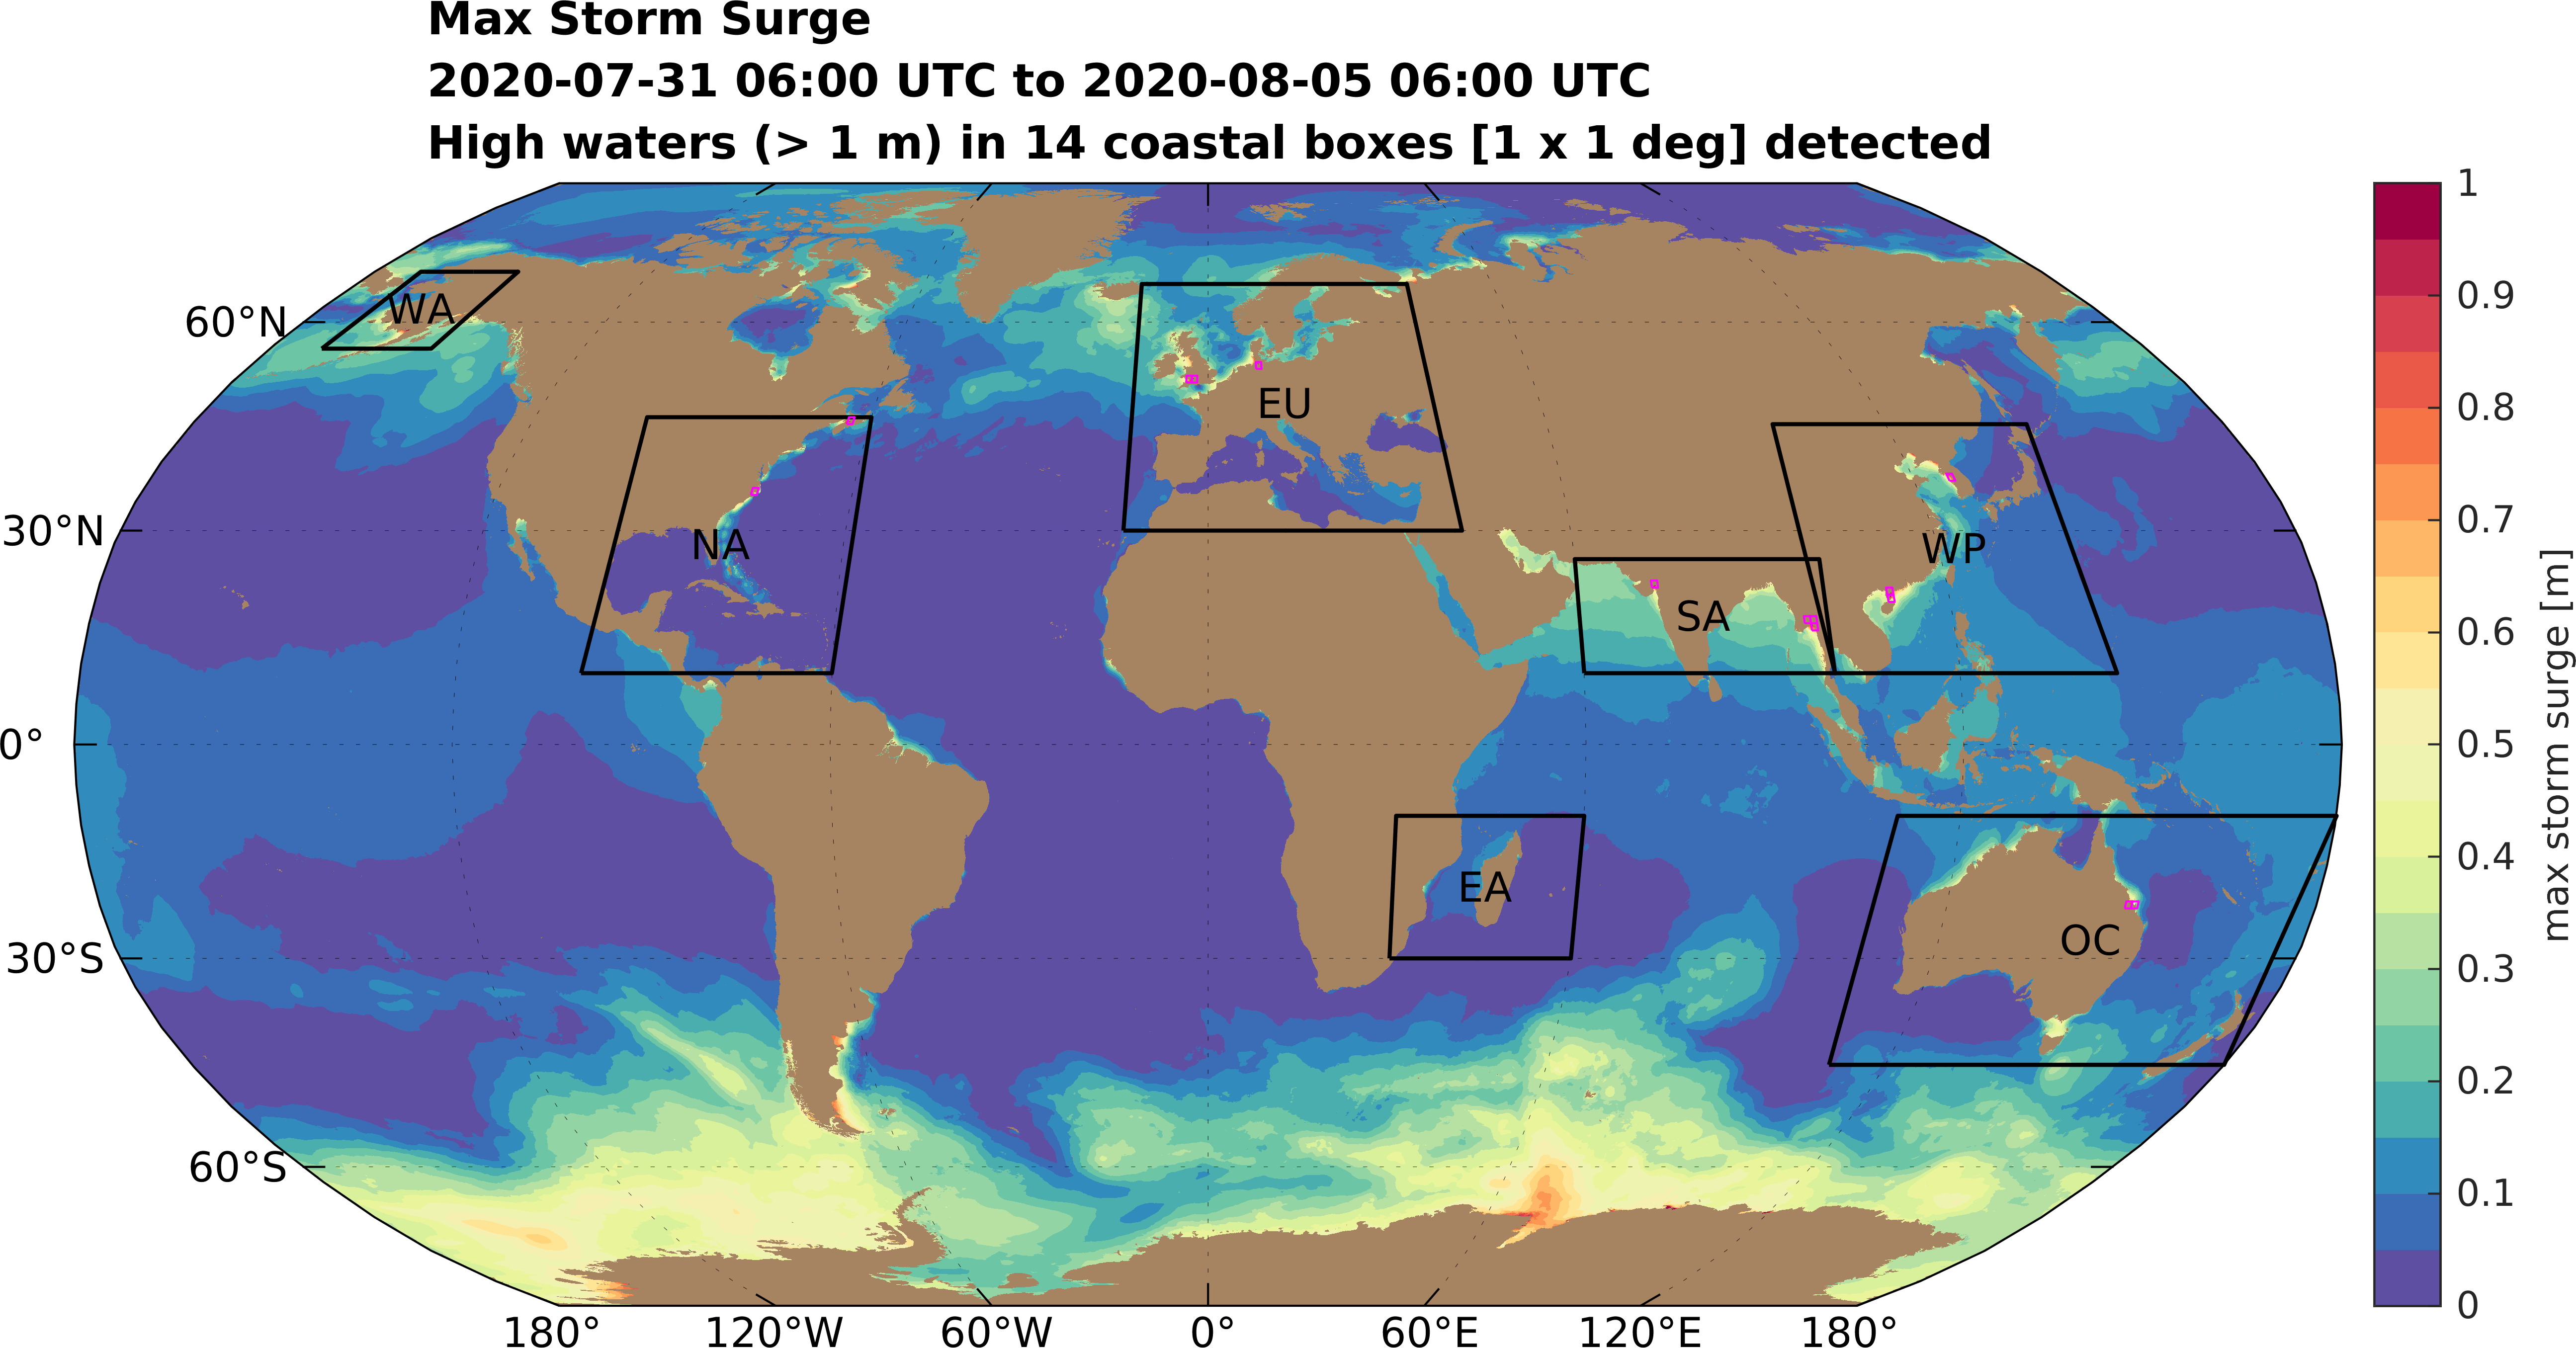 Max Storm Surge
2020-07-31 06:00 UTC to 2020-08-05 06:00 UTC
High waters (> 1 m) in 14 coastal boxes [1 x 1 deg] detected
60°N
30°N
0°
30°S
60°S
WA
NA
EU
SA
WP
EA
OC
180°
120°W
60°W
0°
60°E
120°E
180°
1
0.9
0.8
0.7
0.6
0.5
0.4
0.3
0.2
0.1
0
max storm surge [m]